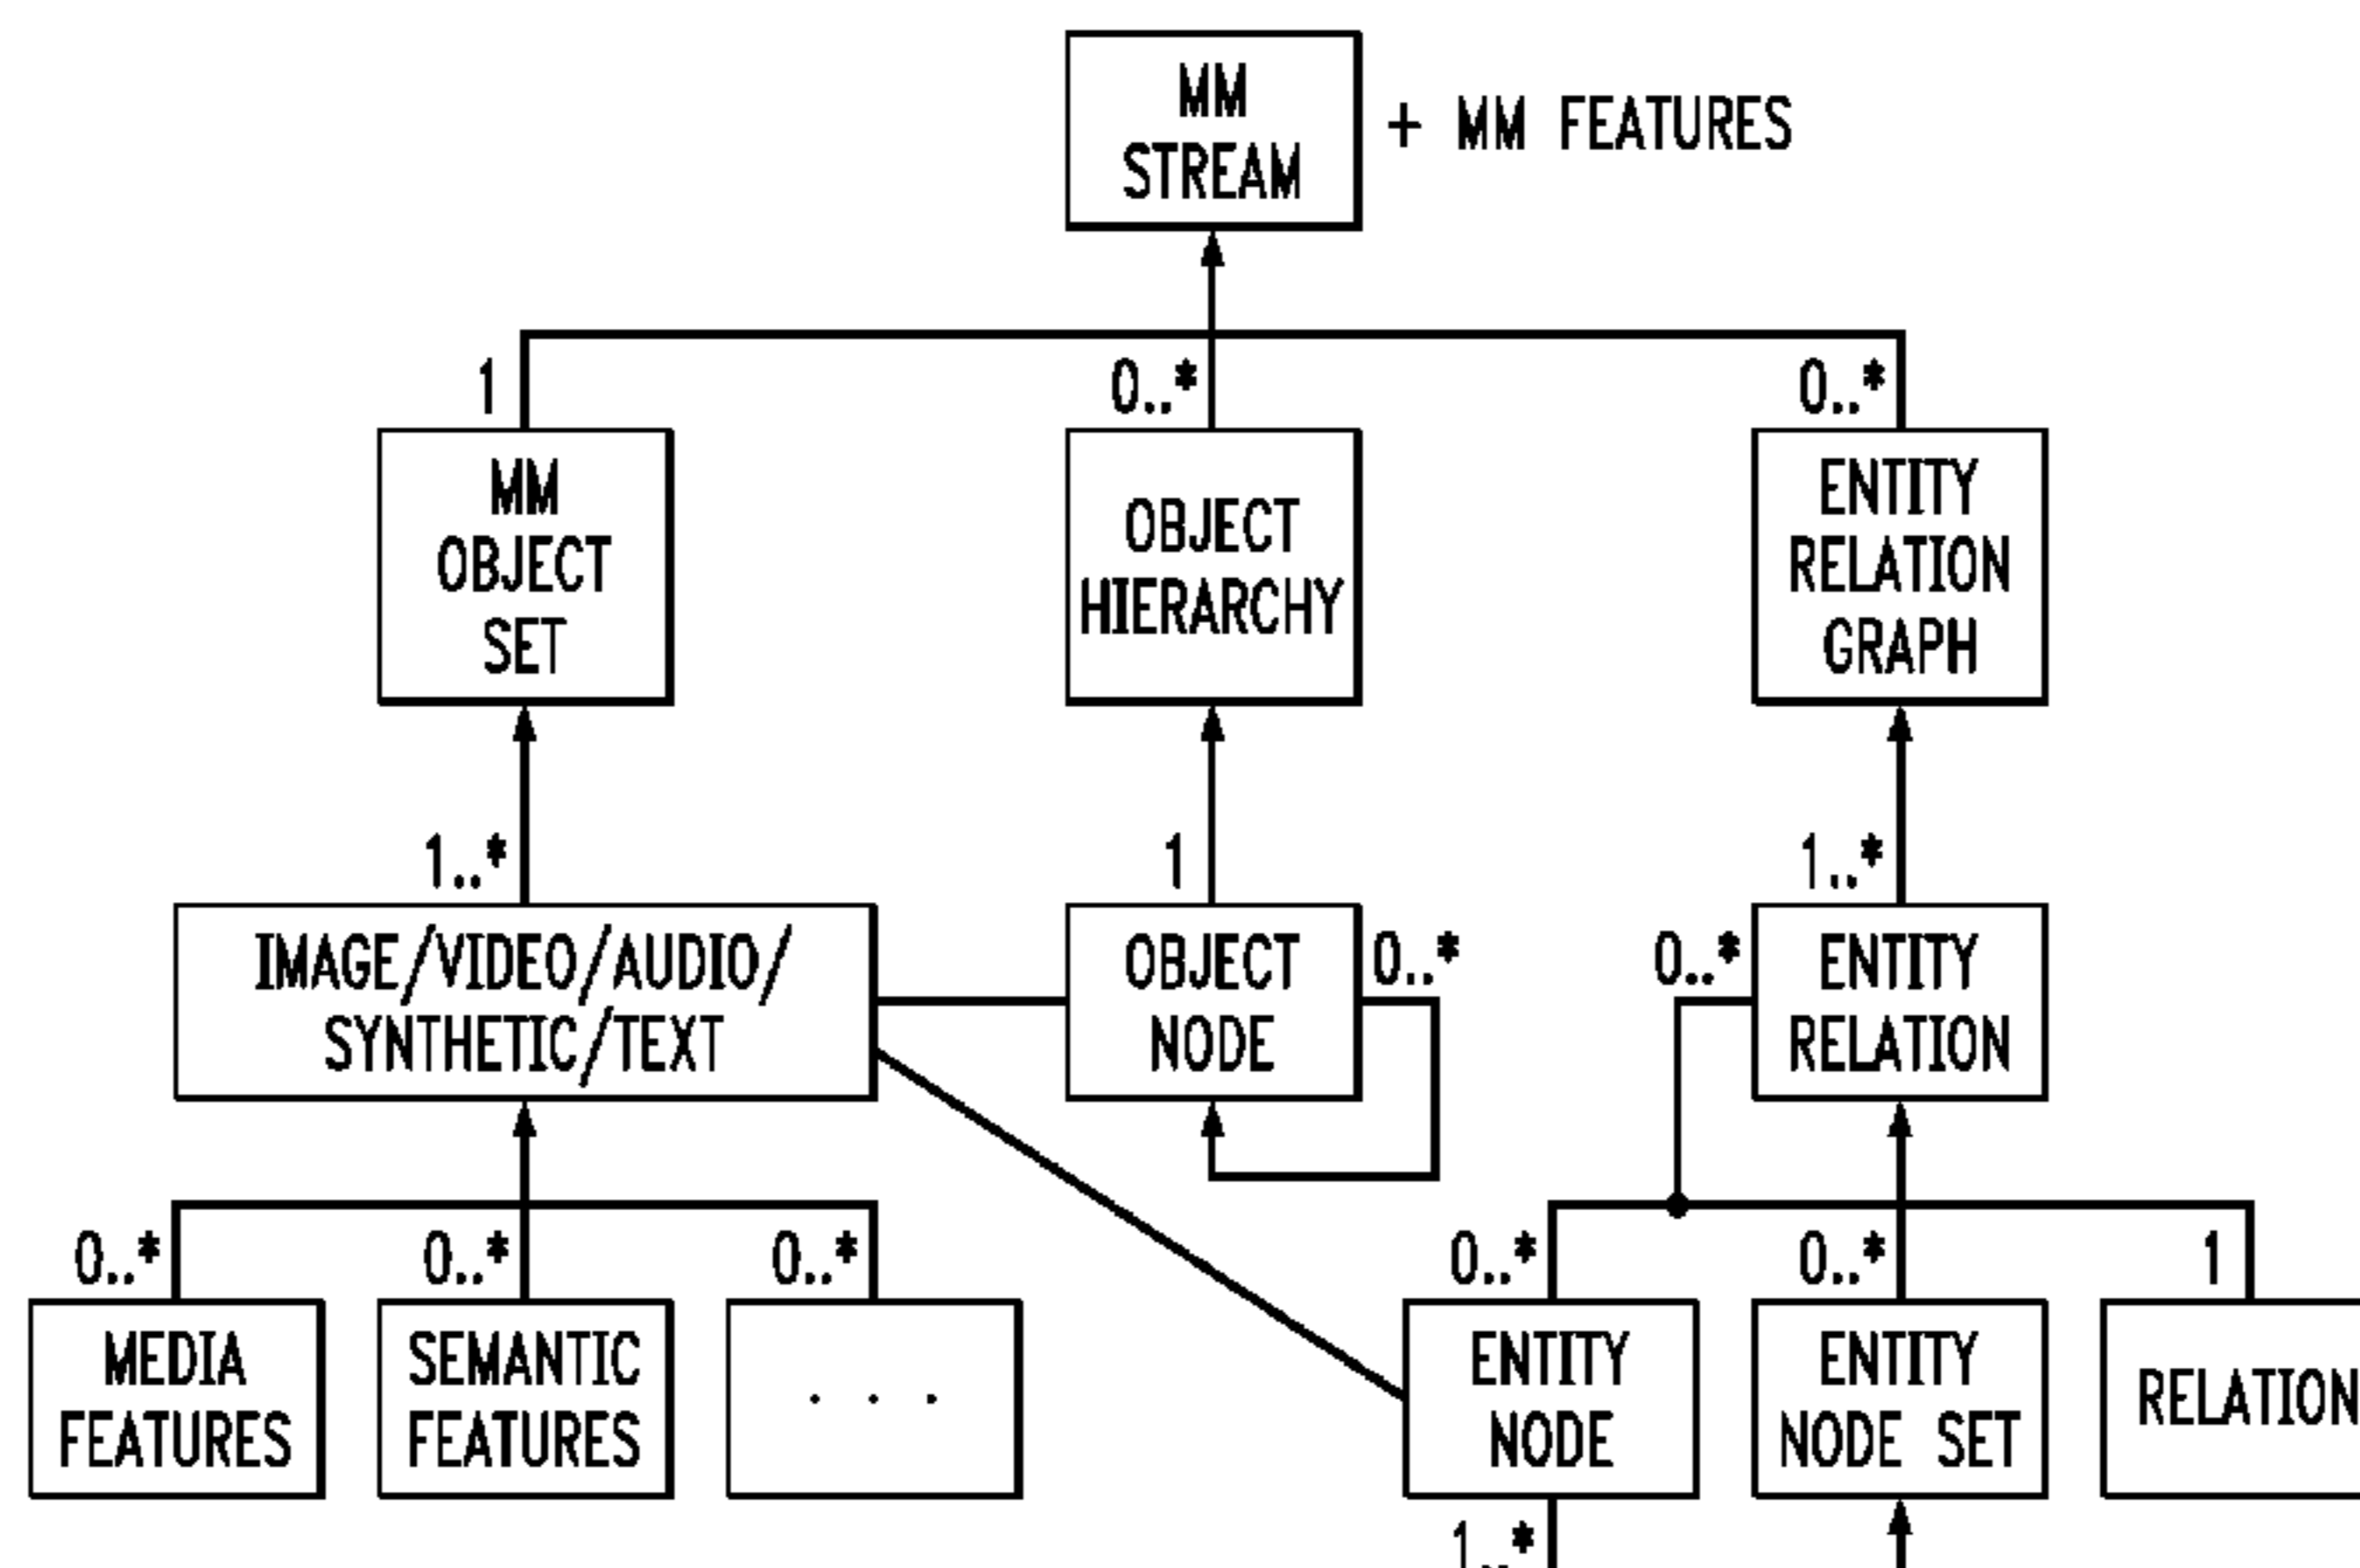 MM
STREAM
+ MM FEATURES
1
0..*
0..*
MM
OBJECT
SET
OBJECT
HIERARCHY
ENTITY
RELATION
GRAPH
1..*
1
1..*
IMAGE/VIDEO/AUDIO/
SYNTHETIC/TEXT
OBJECT
NODE
0..*
0..*
ENTITY
RELATION
0..*
0..*
0..*
0..*
0..*
1
MEDIA
FEATURES
SEMANTIC
FEATURES
. . .
ENTITY
NODE
ENTITY
NODE SET
RELATION
1..*